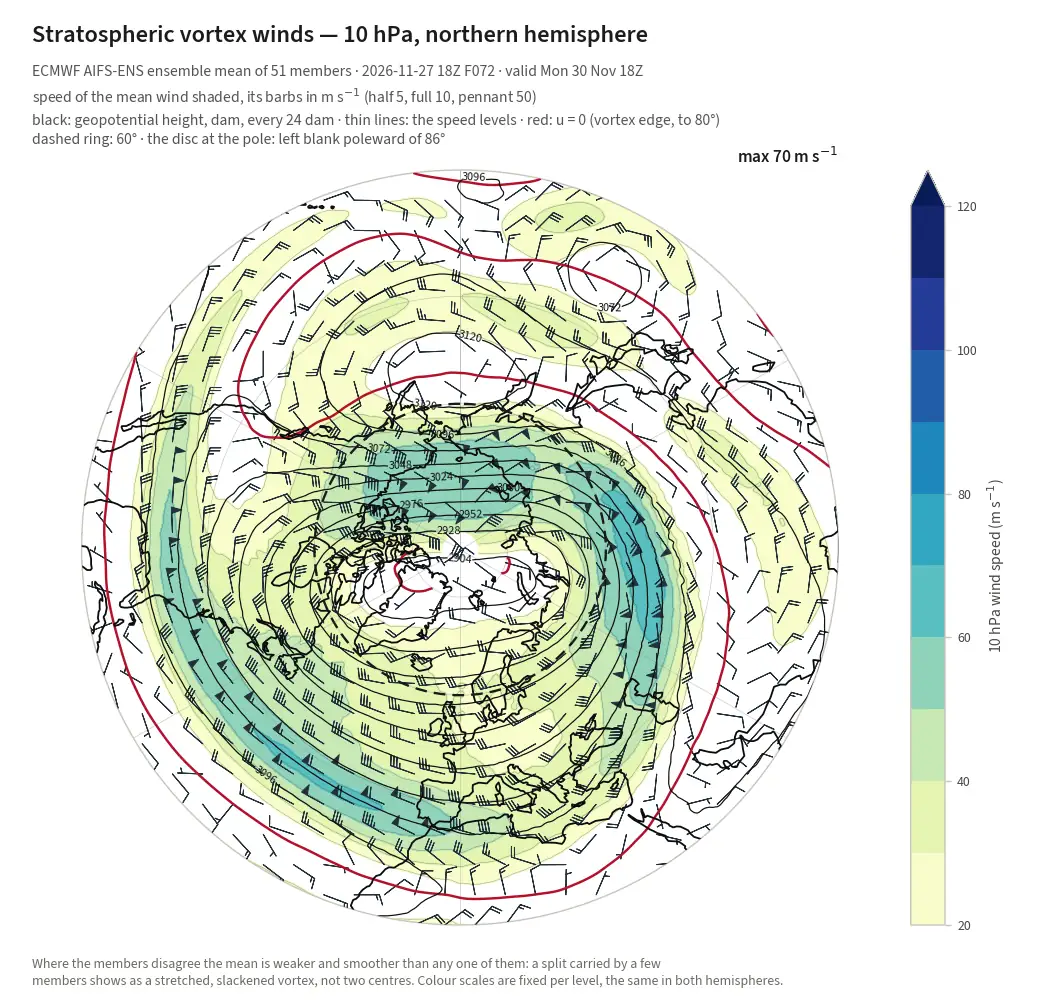 Stratospheric vortex winds — 10 hPa, northern hemisphere
ECMWF AIFS-ENS ensemble mean of 51 members · 2026-11-27 18Z F072 · valid Mon 30 Nov 18Z
speed of the mean wind shaded, its barbs in m s⁻¹ (half 5, full 10, pennant 50)
black: geopotential height, dam, every 24 dam · thin lines: the speed levels · red: u = 0 (vortex edge, to 80°)
dashed ring: 60° · the disc at the pole: left blank poleward of 86°
max 70 m s⁻¹
3096
3072
3120
3120
3096
3072
3048
3024
3096
2976
2952
2928
3096
120
100
80
60
40
20
10 hPa wind speed (m s⁻¹)
Where the members disagree the mean is weaker and smoother than any one of them: a split carried by a few
members shows as a stretched, slackened vortex, not two centres. Colour scales are fixed per level, the same in both hemispheres.